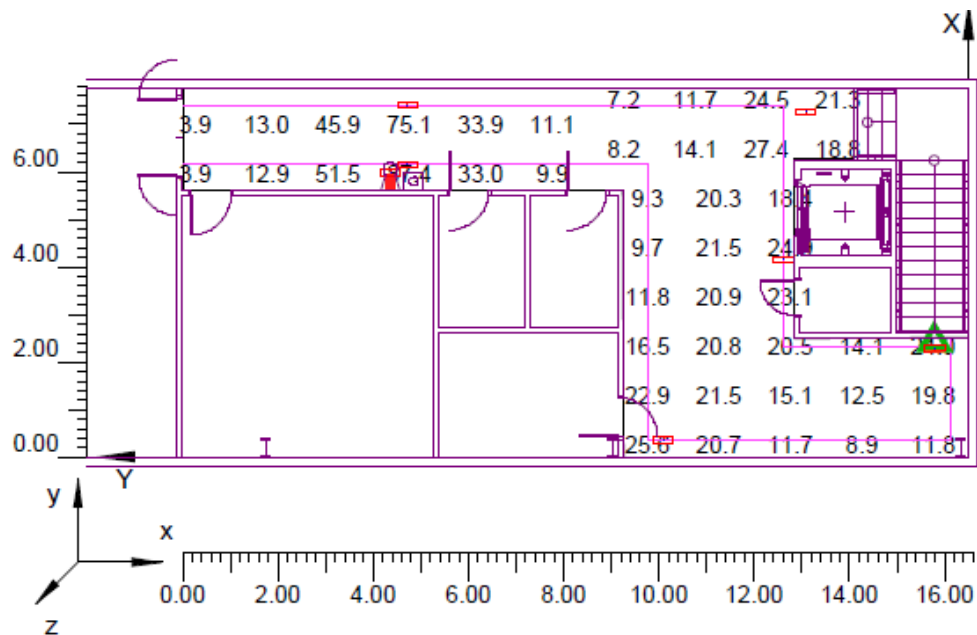 X
7.2 11.7 24.5 21.3
3.9 13.0 45.9 75.1 33.9 11.1
8.2 14.1 27.4 18.8
6.00
3.9 12.9 51.5 33.0 9.9
9.3 20.3
9.7 21.5
4.00
11.8 20.9 23.1
2.00
16.5 20.8 20.5 14.1
22.9 21.5 15.1 12.5 19.8
0.00
25.6 20.7 11.7 8.9 11.8
Y
y
x
z
0.00 2.00 4.00 6.00 8.00 10.00 12.00 14.00 16.00